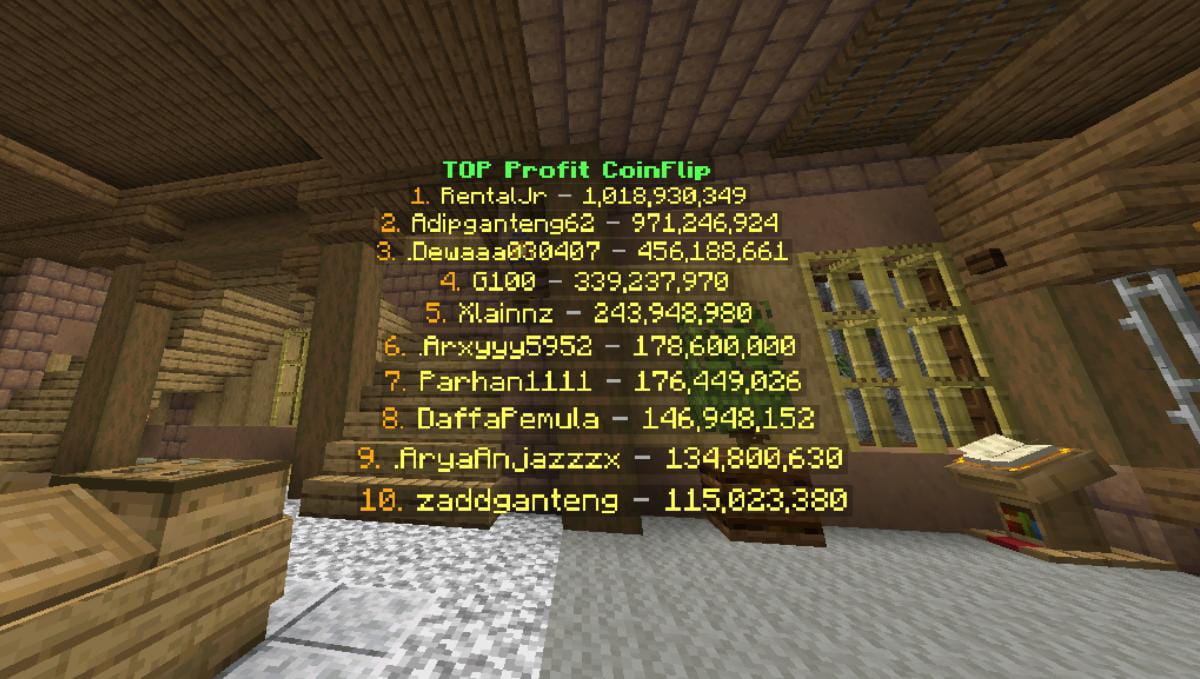 TOP Profit CoinFlip
1. RentalJr – 1,018,930,349
2. Adipganteng62 – 971,246,924
3. .Dewaaa030407 – 456,188,661
4. G100 – 339,237,970
5. Xlainnz – 243,948,980
6. .Arxyyy5952 – 178,600,000
7. Parhan1111 – 176,449,026
8. DaffaPemula – 146,948,152
9. .AryaAnjazzzx – 134,800,630
10. zaddganteng – 115,023,380